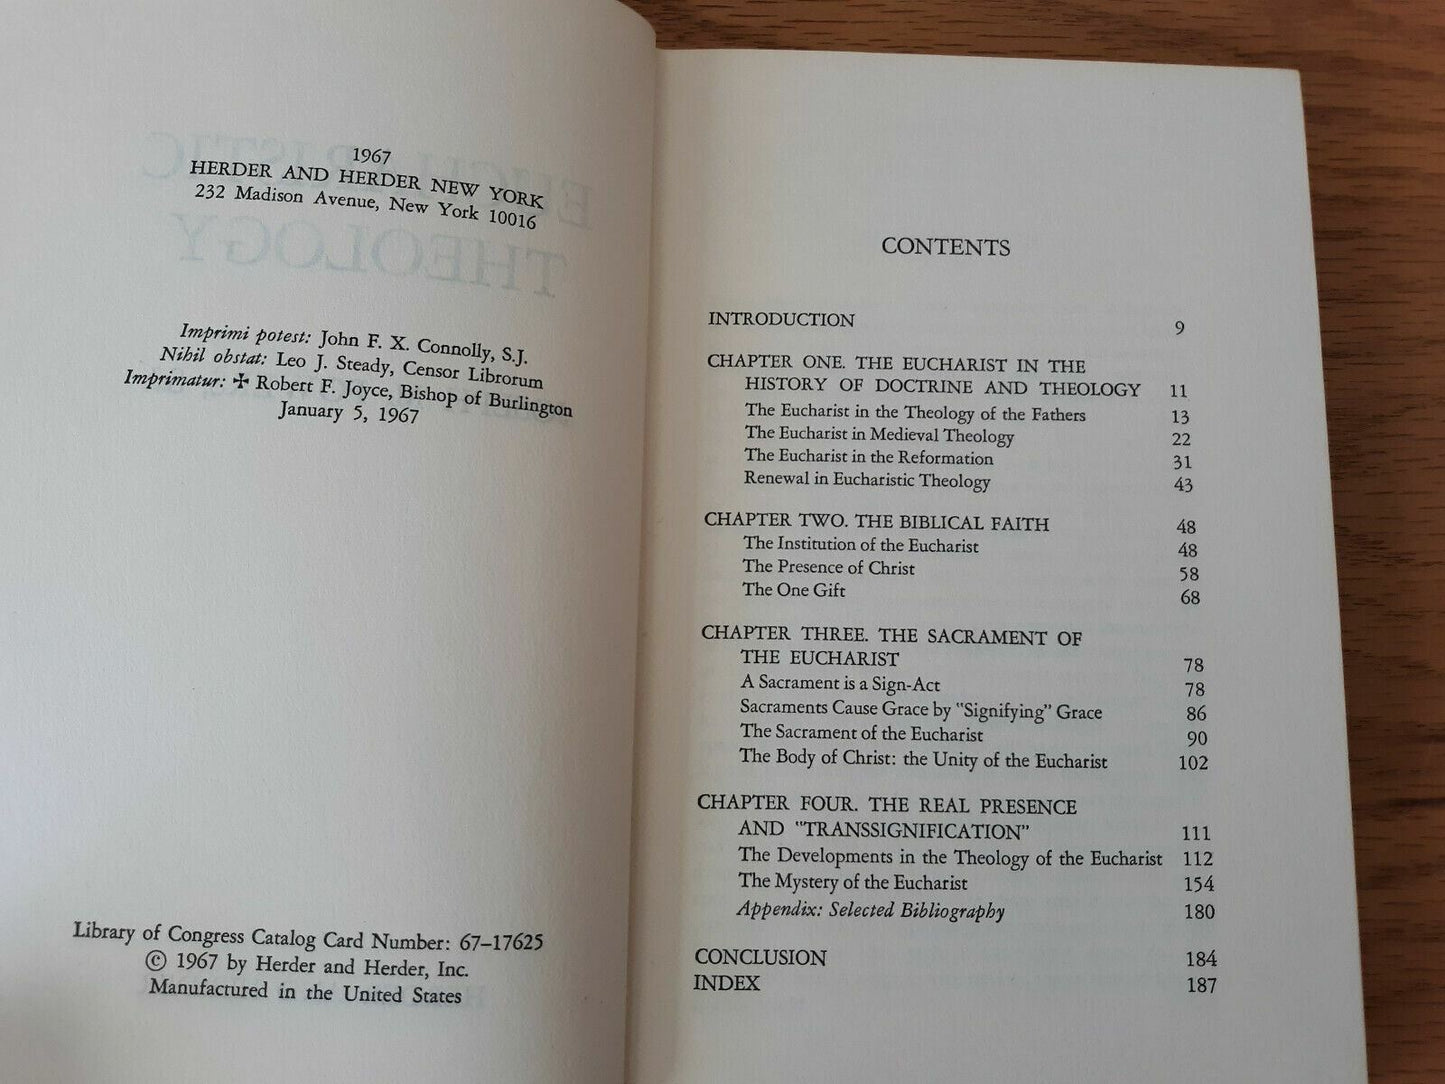 1967
HERDER AND HERDER NEW YORK
232 Madison Avenue, New York 10016
Imprimi potest: John F. X. Connolly, S.J.
Nihil obstat: Leo J. Steady, Censor Librorum
Imprimatur: ✠ Robert F. Joyce, Bishop of Burlington
January 5, 1967
Library of Congress Catalog Card Number: 67–17625
© 1967 by Herder and Herder, Inc.
Manufactured in the United States
CONTENTS
INTRODUCTION 9
CHAPTER ONE. THE EUCHARIST IN THE
HISTORY OF DOCTRINE AND THEOLOGY 11
The Eucharist in the Theology of the Fathers 13
The Eucharist in Medieval Theology 22
The Eucharist in the Reformation 31
Renewal in Eucharistic Theology 43
CHAPTER TWO. THE BIBLICAL FAITH 48
The Institution of the Eucharist 48
The Presence of Christ 58
The One Gift 68
CHAPTER THREE. THE SACRAMENT OF
THE EUCHARIST 78
A Sacrament is a Sign-Act 78
Sacraments Cause Grace by "Signifying" Grace 86
The Sacrament of the Eucharist 90
The Body of Christ: the Unity of the Eucharist 102
CHAPTER FOUR. THE REAL PRESENCE
AND "TRANSSIGNIFICATION" 111
The Developments in the Theology of the Eucharist 112
The Mystery of the Eucharist 154
Appendix: Selected Bibliography 180
CONCLUSION 184
INDEX 187